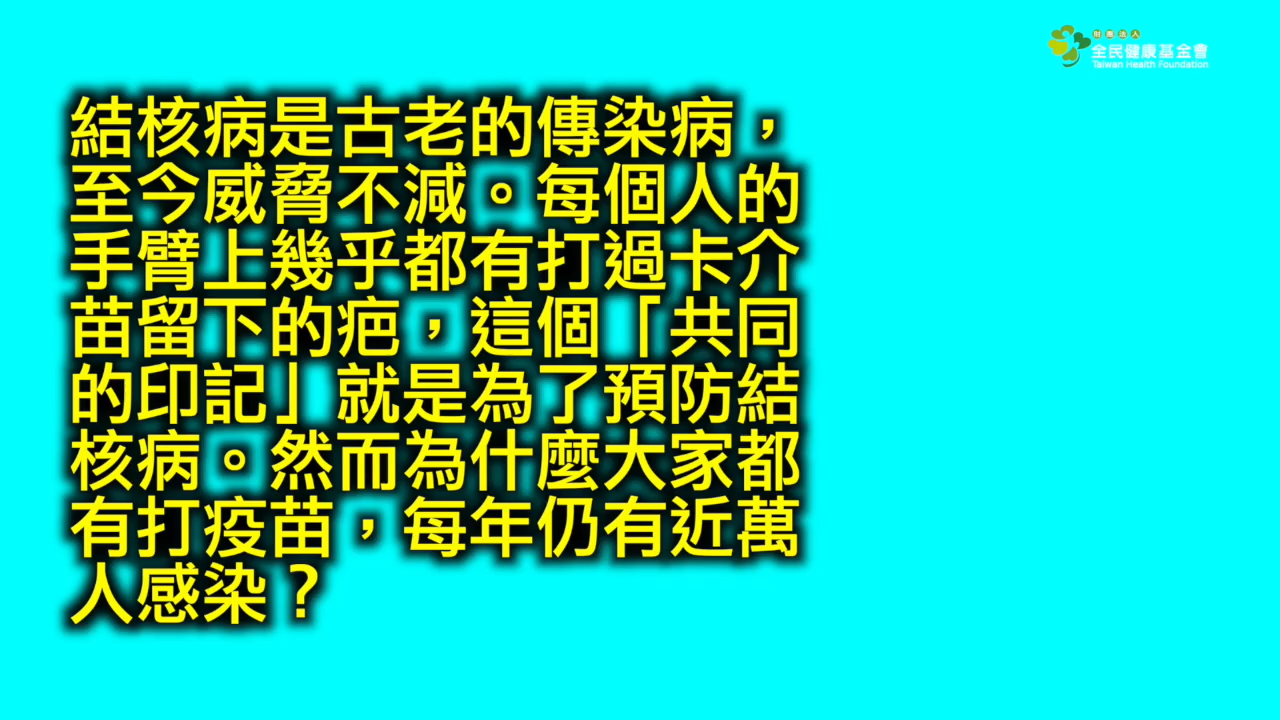 財團法人
全民健康基金會
Taiwan Health Foundation
結核病是古老的傳染病，
至今威脅不減。每個人的
手臂上幾乎都有打過卡介
苗留下的疤，這個「共同
的印記」就是為了預防結
核病。然而為什麼大家都
有打疫苗，每年仍有近萬
人感染？